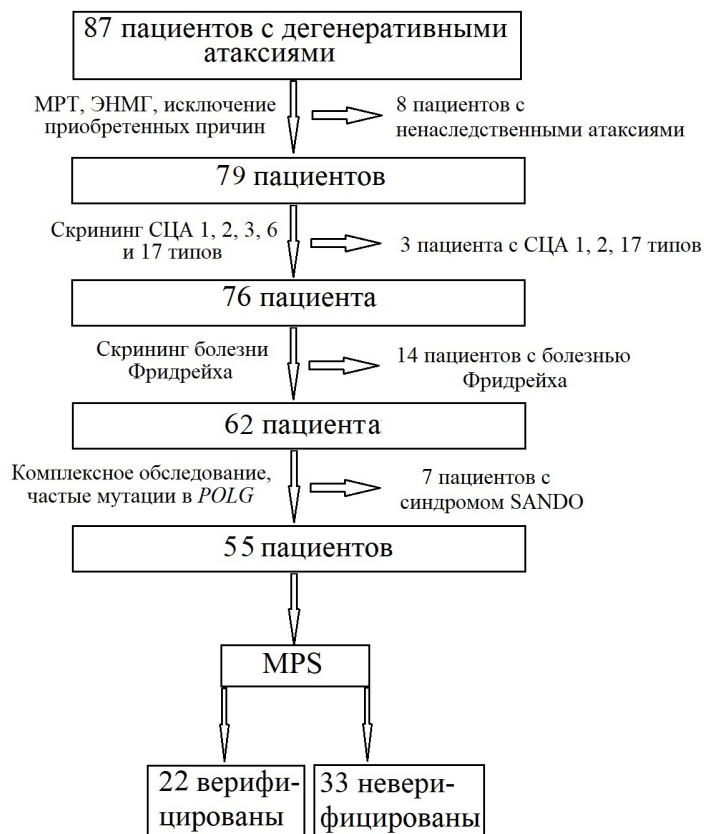 87 пациентов с дегенеративными
атаксиями
МРТ, ЭНМГ, исключение
приобретенных причин
8 пациентов с
ненаследственными атаксиями
79 пациентов
Скрининг СЦА 1, 2, 3, 6
и 17 типов
3 пациента с СЦА 1, 2, 17 типов
76 пациента
Скрининг болезни
Фридрейха
14 пациентов с болезнью
Фридрейха
62 пациента
Комплексное обследование,
частые мутации в POLG
7 пациентов с
синдромом SANDO
55 пациентов
MPS
22 верифи-
цированы
33 невери-
фицированы